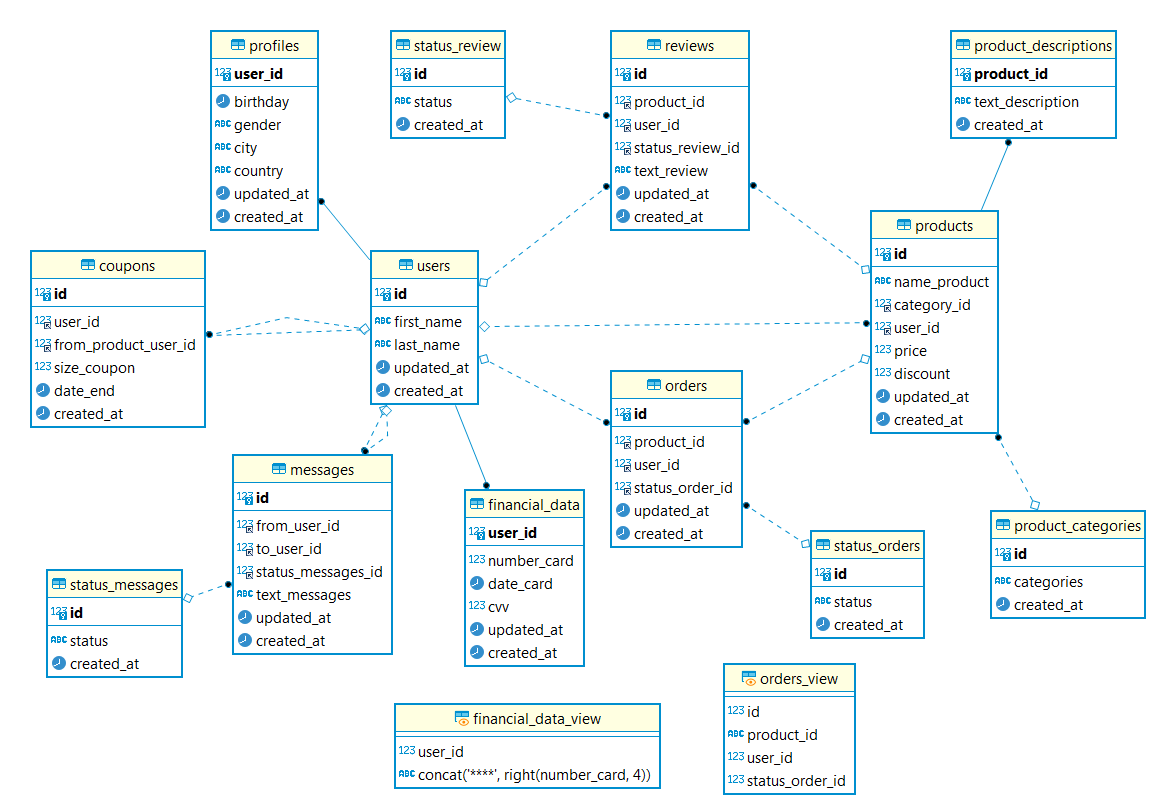 profiles
user_id
birthday
gender
city
country
updated_at
created_at
status_review
id
status
created_at
reviews
id
product_id
user_id
status_review_id
text_review
updated_at
created_at
product_descriptions
product_id
text_description
created_at
coupons
id
user_id
from_product_user_id
size_coupon
date_end
created_at
users
id
first_name
last_name
updated_at
created_at
products
id
name_product
category_id
user_id
price
discount
updated_at
created_at
orders
id
product_id
user_id
status_order_id
updated_at
created_at
messages
id
from_user_id
to_user_id
status_messages_id
text_messages
updated_at
created_at
financial_data
user_id
number_card
date_card
cvv
updated_at
created_at
product_categories
id
categories
created_at
status_orders
id
status
created_at
status_messages
id
status
created_at
orders_view
id
product_id
user_id
status_order_id
financial_data_view
user_id
concat('****', right(number_card, 4))